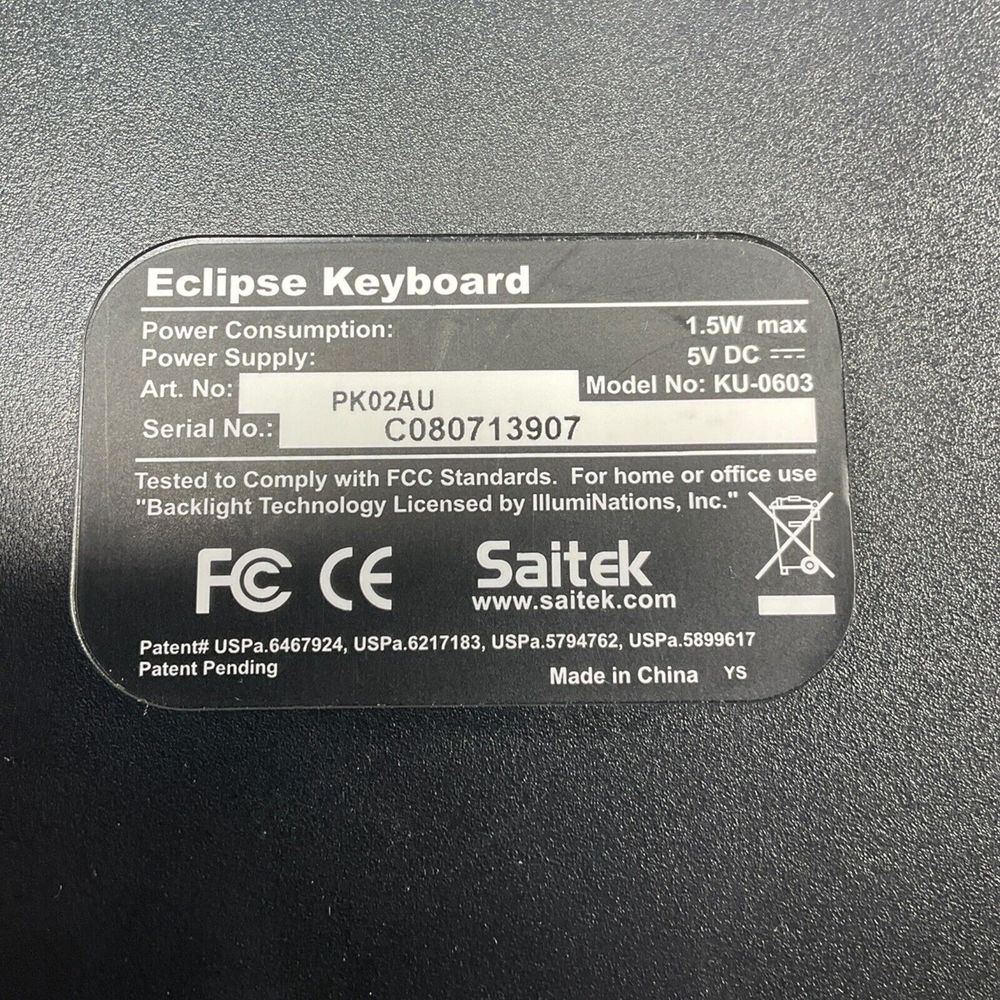 Eclipse Keyboard
Power Consumption: 1.5W max
Power Supply: 5V DC
Art. No: PK02AU Model No: KU-0603
Serial No.: C080713907
Tested to Comply with FCC Standards. For home or office use
"Backlight Technology Licensed by IllumiNations, Inc."
FC CE Saitek
www.saitek.com
Patent# USPa.6467924, USPa.6217183, USPa.5794762, USPa.5899617
Patent Pending
Made in China YS